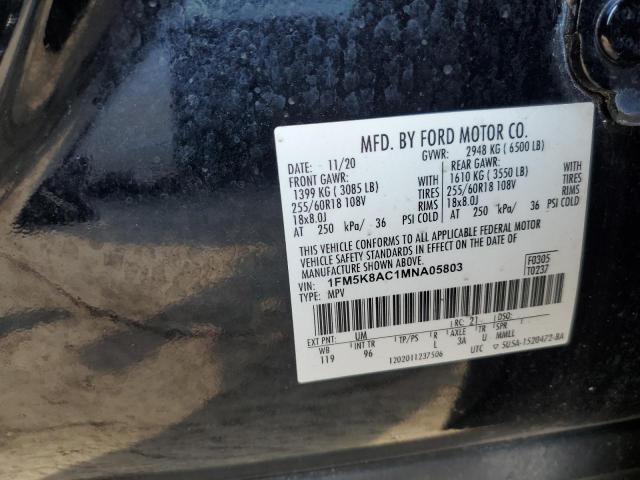 MFD. BY FORD MOTOR CO.
DATE: 11/20 GVWR: 2948 KG ( 6500 LB)
FRONT GAWR: REAR GAWR:
1399 KG ( 3085 LB) 1610 KG ( 3550 LB)
255/60R18 108V TIRES 255/60R18 108V TIRES
18x8.0J RIMS 18x8.0J RIMS
AT 250 kPa/ 36 PSI COLD AT 250 kPa/ 36 PSI COLD
THIS VEHICLE CONFORMS TO ALL APPLICABLE FEDERAL MOTOR
VEHICLE SAFETY STANDARDS IN EFFECT ON THE DATE OF
MANUFACTURE SHOWN ABOVE.
VIN: 1FM5K8AC1MNA05803 F0305
TYPE: MPV T0237
EXT PNT: UM RC: 21 DSO:
WB INT TR TP/PS R AXLE TR SPR
119 96 L 3A U MMLL
1202011237506 UTC ▽ 5U5A-1520472-BA